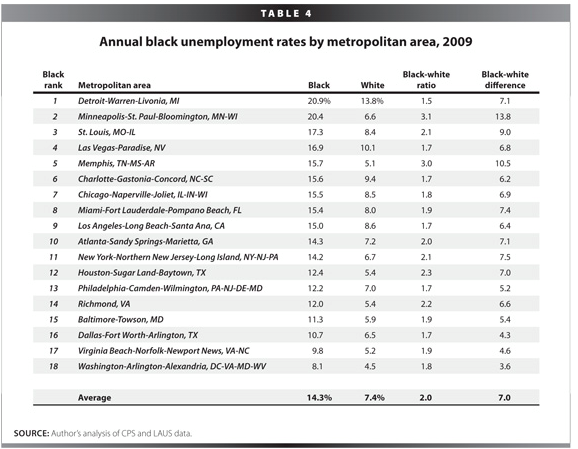 TABLE 4
Annual black unemployment rates by metropolitan area, 2009
Black rank Metropolitan area Black White Black-white ratio Black-white difference
1 Detroit-Warren-Livonia, MI 20.9% 13.8% 1.5 7.1
2 Minneapolis-St. Paul-Bloomington, MN-WI 20.4 6.6 3.1 13.8
3 St. Louis, MO-IL 17.3 8.4 2.1 9.0
4 Las Vegas-Paradise, NV 16.9 10.1 1.7 6.8
5 Memphis, TN-MS-AR 15.7 5.1 3.0 10.5
6 Charlotte-Gastonia-Concord, NC-SC 15.6 9.4 1.7 6.2
7 Chicago-Naperville-Joliet, IL-IN-WI 15.5 8.5 1.8 6.9
8 Miami-Fort Lauderdale-Pompano Beach, FL 15.4 8.0 1.9 7.4
9 Los Angeles-Long Beach-Santa Ana, CA 15.0 8.6 1.7 6.4
10 Atlanta-Sandy Springs-Marietta, GA 14.3 7.2 2.0 7.1
11 New York-Northern New Jersey-Long Island, NY-NJ-PA 14.2 6.7 2.1 7.5
12 Houston-Sugar Land-Baytown, TX 12.4 5.4 2.3 7.0
13 Philadelphia-Camden-Wilmington, PA-NJ-DE-MD 12.2 7.0 1.7 5.2
14 Richmond, VA 12.0 5.4 2.2 6.6
15 Baltimore-Towson, MD 11.3 5.9 1.9 5.4
16 Dallas-Fort Worth-Arlington, TX 10.7 6.5 1.7 4.3
17 Virginia Beach-Norfolk-Newport News, VA-NC 9.8 5.2 1.9 4.6
18 Washington-Arlington-Alexandria, DC-VA-MD-WV 8.1 4.5 1.8 3.6
Average 14.3% 7.4% 2.0 7.0
SOURCE: Author's analysis of CPS and LAUS data.